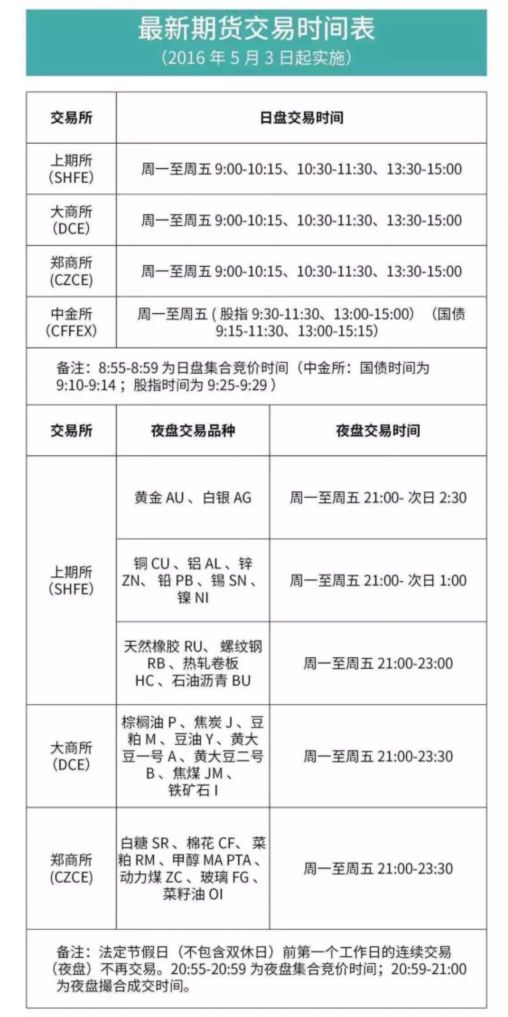 最新期货交易时间表
（2016 年 5 月 3 日起实施）
交易所 日盘交易时间
上期所
（SHFE） 周一至周五 9:00-10:15、10:30-11:30、13:30-15:00
大商所
（DCE） 周一至周五 9:00-10:15、10:30-11:30、13:30-15:00
郑商所
(CZCE) 周一至周五 9:00-10:15、10:30-11:30、13:30-15:00
中金所
（CFFEX） 周一至周五 ( 股指 9:30-11:30、13:00-15:00）（国债
9:15-11:30、13:00-15:15）
备注：8:55-8:59 为日盘集合竞价时间（中金所：国债时间为
9:10-9:14 ；股指时间为 9:25-9:29 ）
交易所 夜盘交易品种 夜盘交易时间
上期所
（SHFE）
黄金 AU 、白银 AG
周一至周五 21:00- 次日 2:30
铜 CU 、铝 AL 、锌
ZN、 铅 PB 、锡 SN 、
镍 NI
周一至周五 21:00- 次日 1:00
天然橡胶 RU、 螺纹钢
RB 、热轧卷板
HC 、石油沥青 BU
周一至周五 21:00-23:00
大商所
（DCE）
棕榈油 P 、焦炭 J 、豆
粕 M 、豆油 Y 、黄大
豆一号 A 、黄大豆二号
B 、焦煤 JM 、
铁矿石 I
周一至周五 21:00-23:30
郑商所
(CZCE)
白糖 SR 、棉花 CF、 菜
粕 RM 、甲醇 MA PTA 、
动力煤 ZC 、玻璃 FG 、
菜籽油 OI
周一至周五 21:00-23:30
备注：法定节假日（不包含双休日）前第一个工作日的连续交易
（夜盘）不再交易。20:55-20:59 为夜盘集合竞价时间；20:59-21:00
为夜盘撮合成交时间。